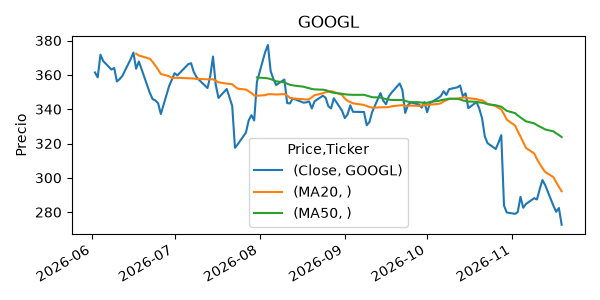 GOOGL
380
360
340
320
300
280
Precio
Price,Ticker
(Close, GOOGL)
(MA20, )
(MA50, )
2026-06
2026-07
2026-08
2026-09
2026-10
2026-11